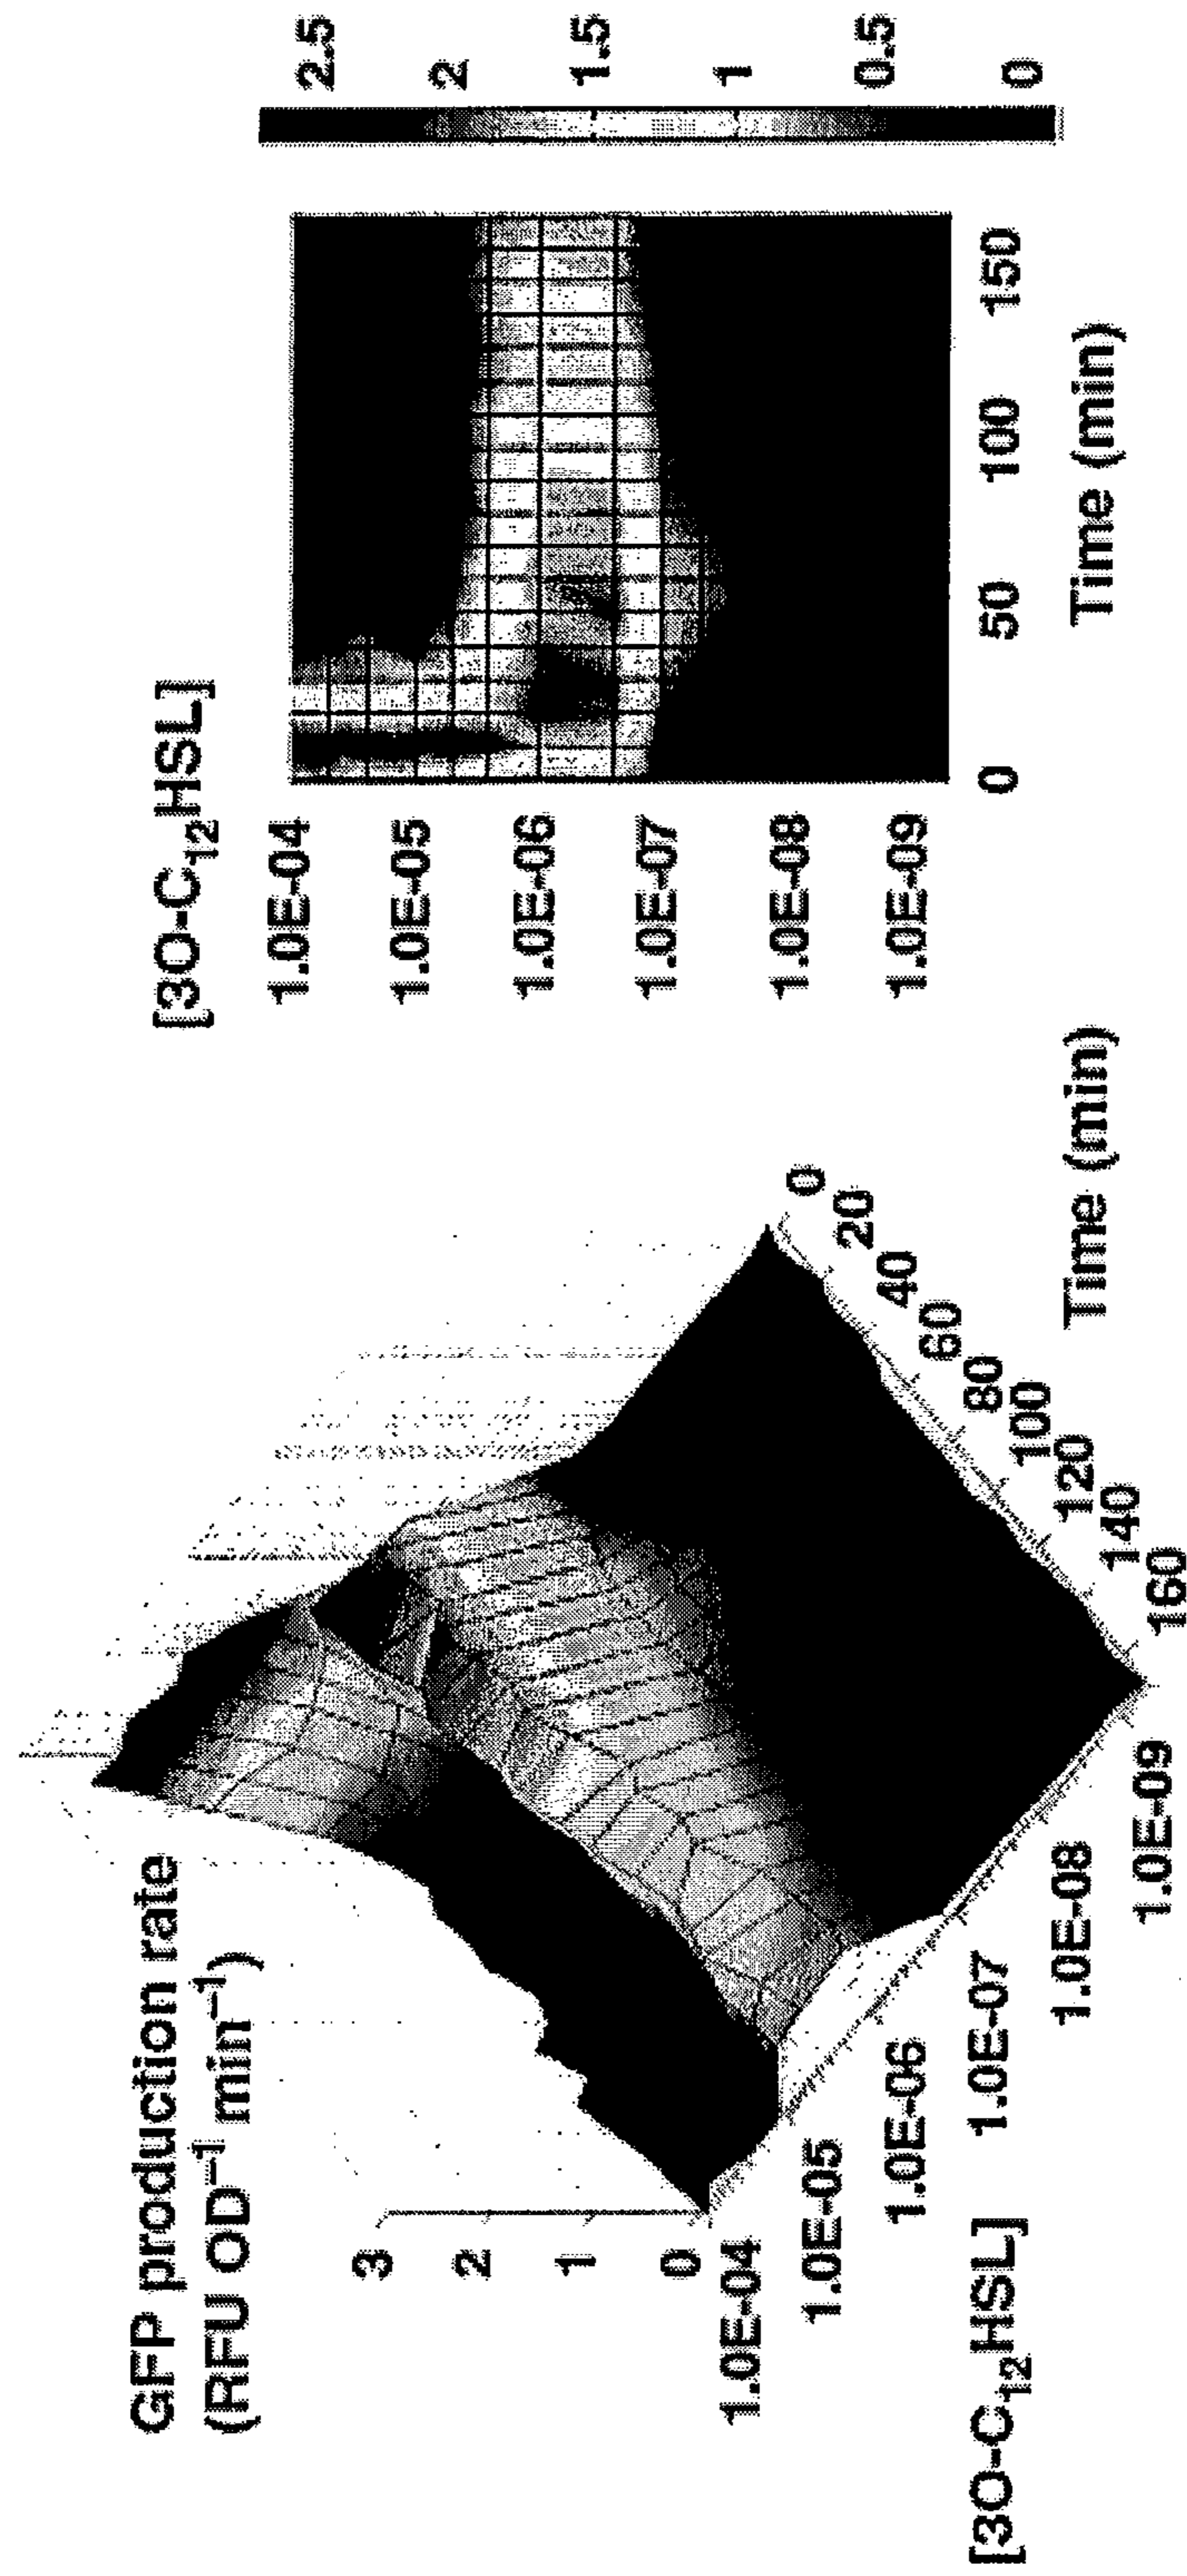 GFP production rate
(RFU OD⁻¹ min⁻¹)
3
2
1
0
1.0E-04
1.0E-05
1.0E-06
1.0E-07
1.0E-08
1.0E-09
[3O-C₁₂HSL]
0
20
40
60
80
100
120
140
160
Time (min)
[3O-C₁₂HSL]
1.0E-04
1.0E-05
1.0E-06
1.0E-07
1.0E-08
1.0E-09
0
50
100
150
Time (min)
2.5
2
1.5
1
0.5
0